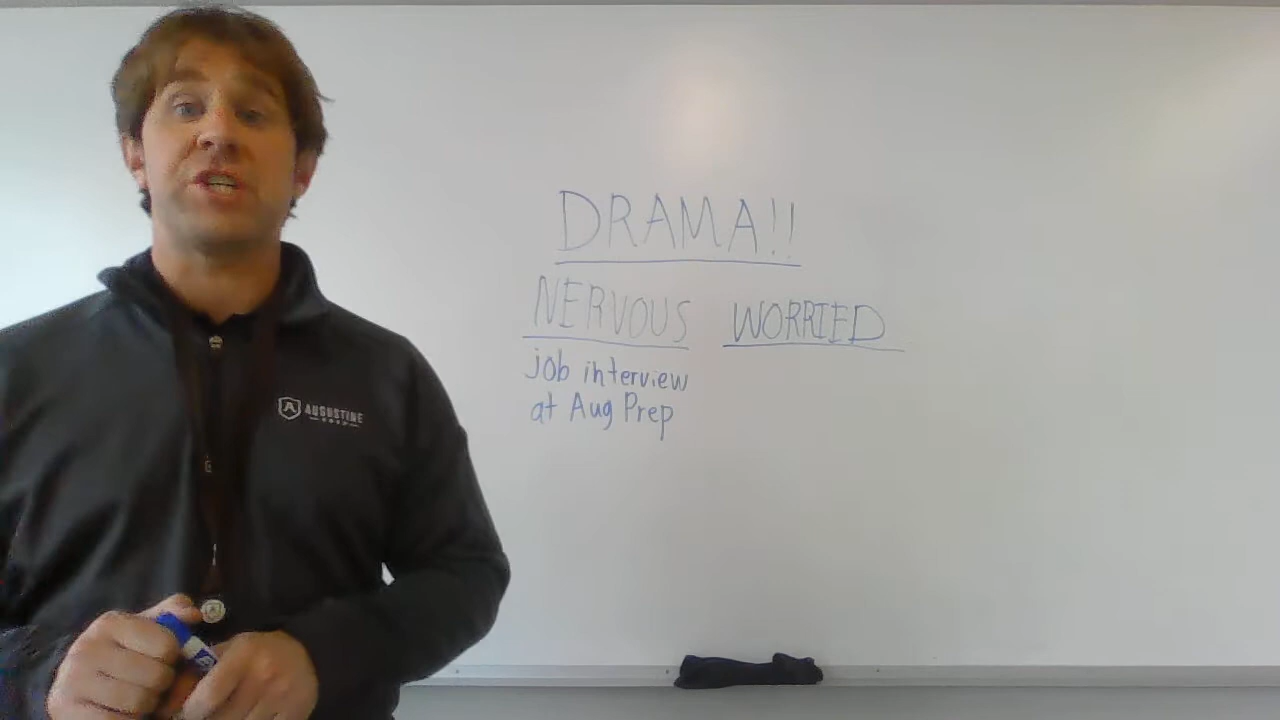 DRAMA!!
NERVOUS WORRIED
job interview
at Aug Prep
AUGUSTINE